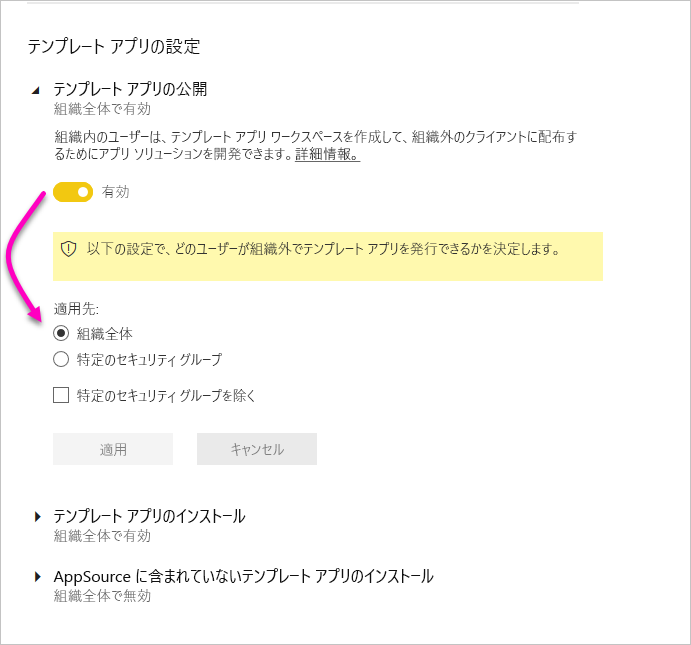 テンプレート アプリの設定
テンプレート アプリの公開
組織全体で有効
組織内のユーザーは、テンプレート アプリ ワークスペースを作成して、組織外のクライアントに配布す
るためにアプリ ソリューションを開発できます。詳細情報。
有効
以下の設定で、どのユーザーが組織外でテンプレート アプリを発行できるかを決定します。
適用先:
組織全体
特定のセキュリティ グループ
特定のセキュリティ グループを除く
適用 キャンセル
テンプレート アプリのインストール
組織全体で有効
AppSource に含まれていないテンプレート アプリのインストール
組織全体で無効